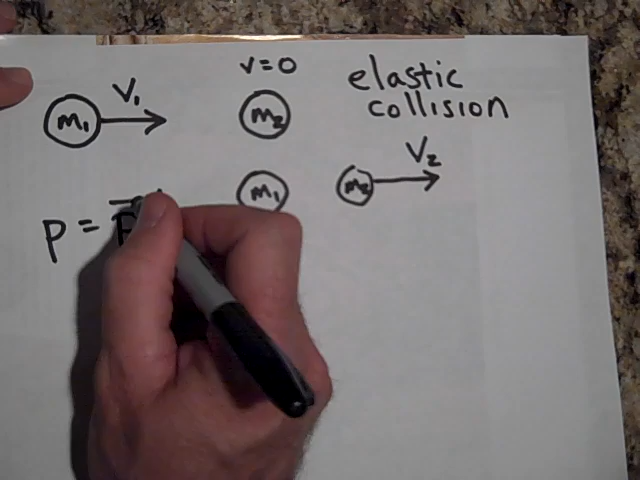 v=0
elastic
collision
V₁
m₁ m₂
V₂
m₁ m₂
p =